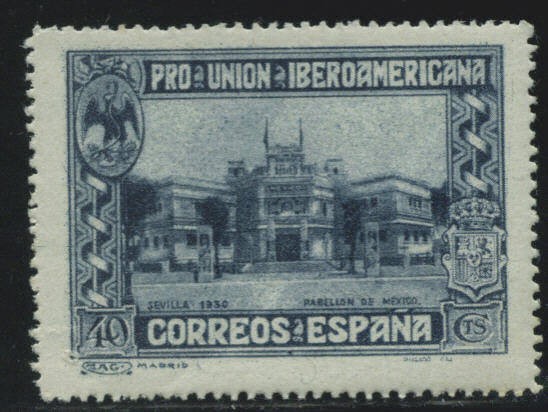 PRO UNION IBEROAMERICANA
SEVILLA 1930 PABELLON DE MEXICO.
40 CORREOS ESPAÑA CTS
MADRID